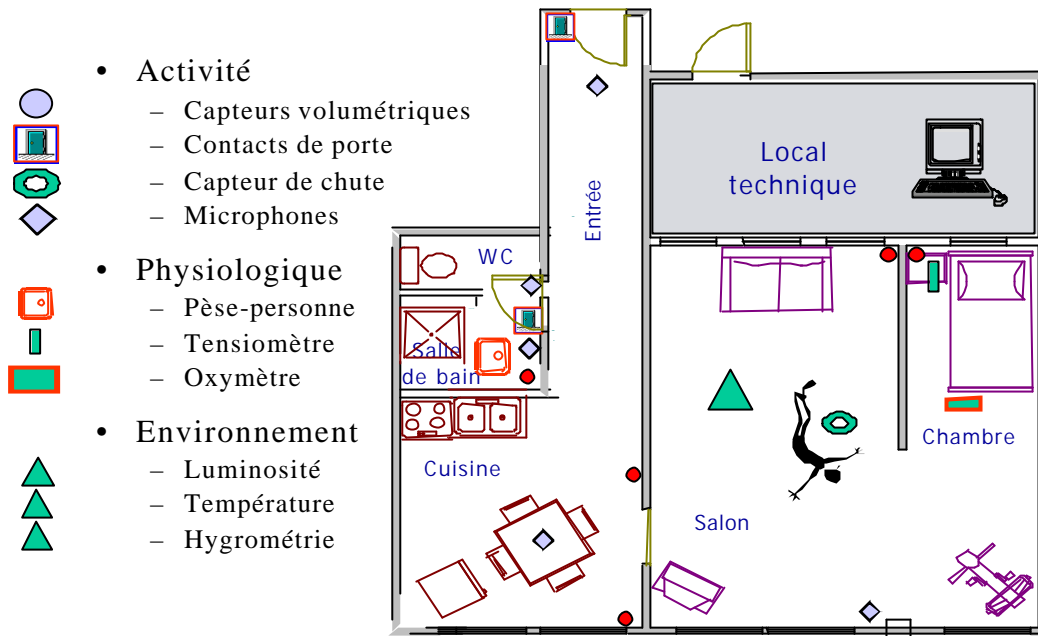 • Activité
– Capteurs volumétriques
– Contacts de porte
– Capteur de chute
– Microphones
• Physiologique
– Pèse-personne
– Tensiomètre
– Oxymètre
• Environnement
– Luminosité
– Température
– Hygrométrie
Entrée
Local
technique
WC
Salle
de bain
Cuisine
Salon
Chambre